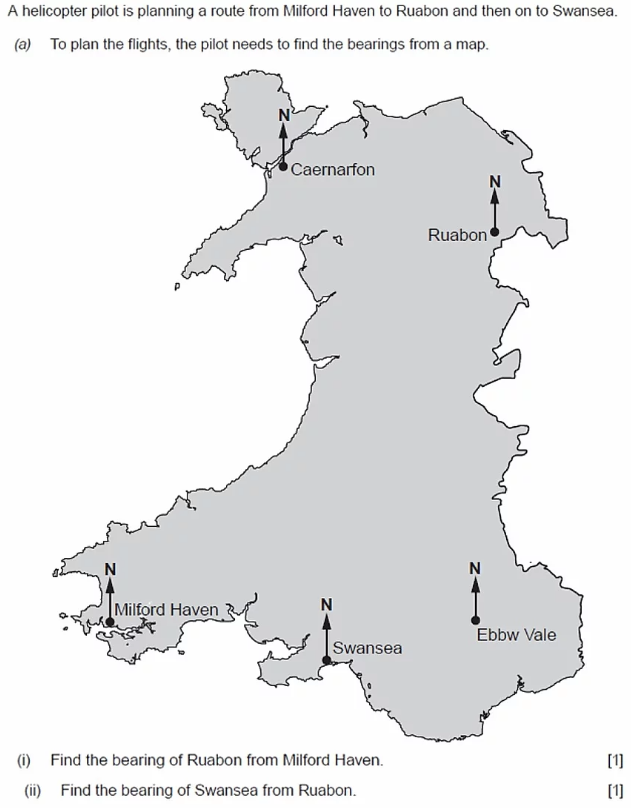 A helicopter pilot is planning a route from Milford Haven to Ruabon and then on to Swansea.
(a) To plan the flights, the pilot needs to find the bearings from a map.
N
Caernarfon
N
Ruabon
N
Milford Haven
N
Swansea
N
Ebbw Vale
(i) Find the bearing of Ruabon from Milford Haven. [1]
(ii) Find the bearing of Swansea from Ruabon. [1]